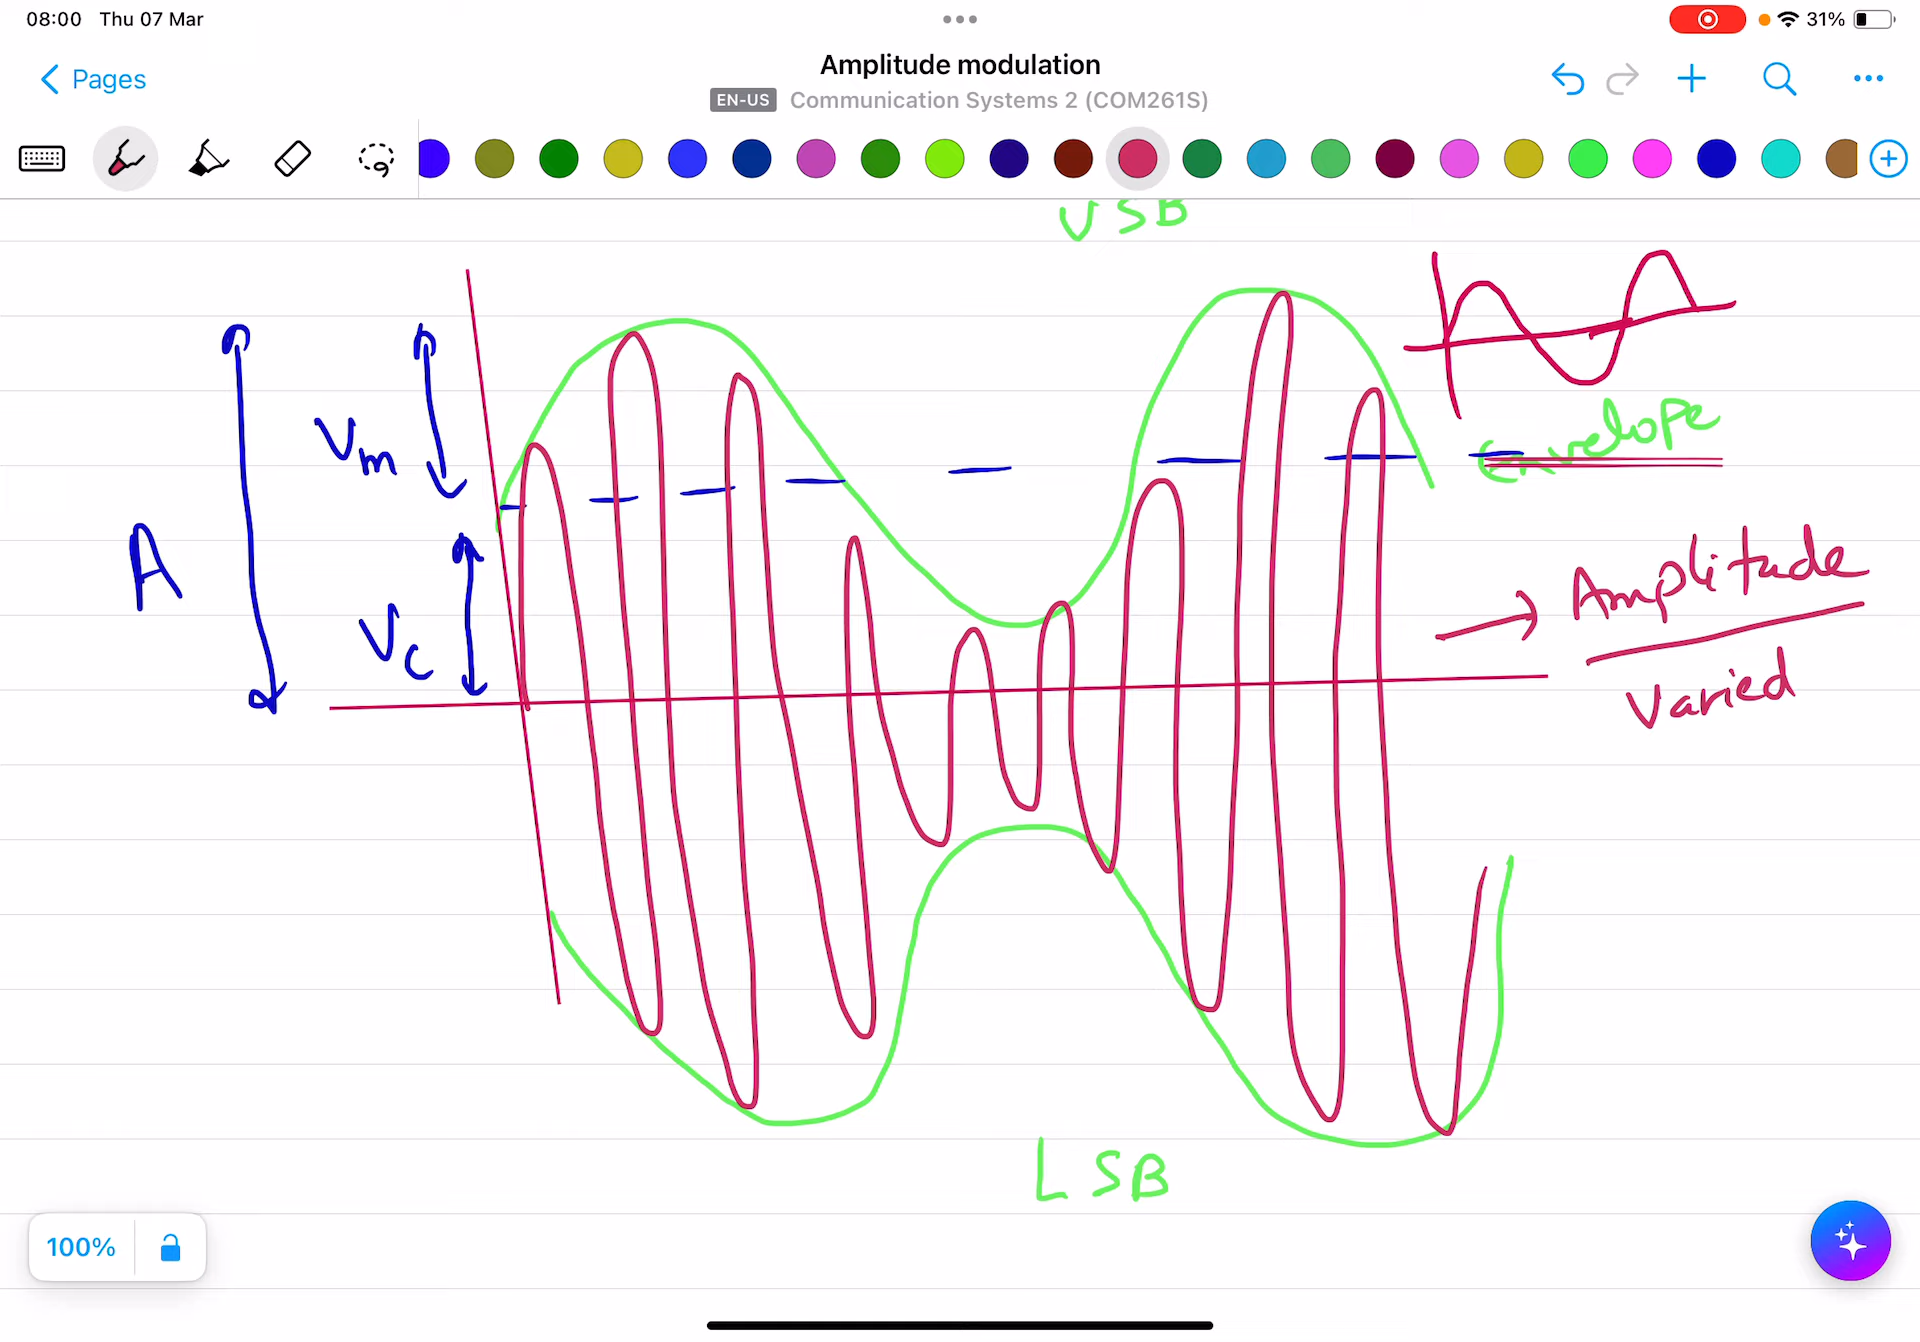 08:00 Thu 07 Mar
31%
Pages
Amplitude modulation
EN-US Communication Systems 2 (COM261S)
USB
Vm
Envelope
A
Vc
Amplitude
Varied
LSB
100%